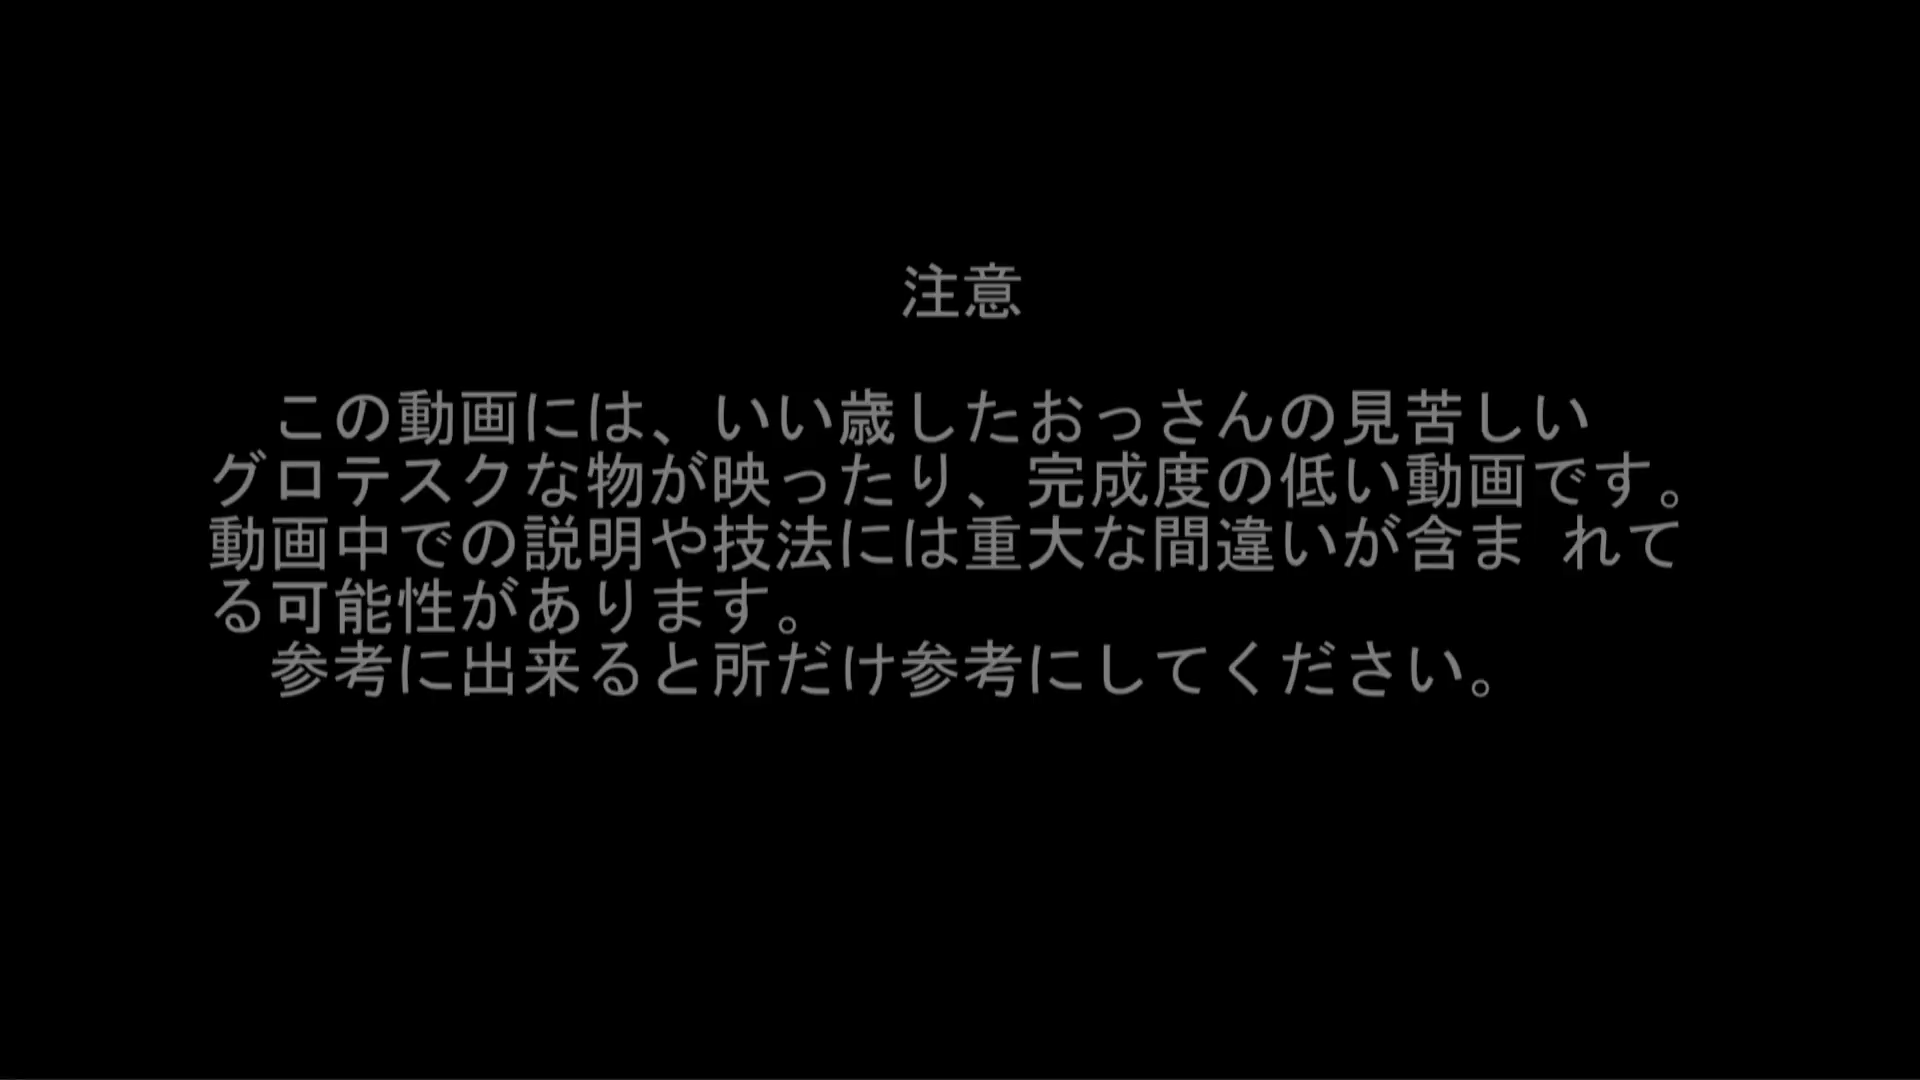 注意
この動画には、いい歳したおっさんの見苦しい
グロテスクな物が映ったり、完成度の低い動画です。
動画中での説明や技法には重大な間違いが含ま れて
る可能性があります。
参考に出来ると所だけ参考にしてください。